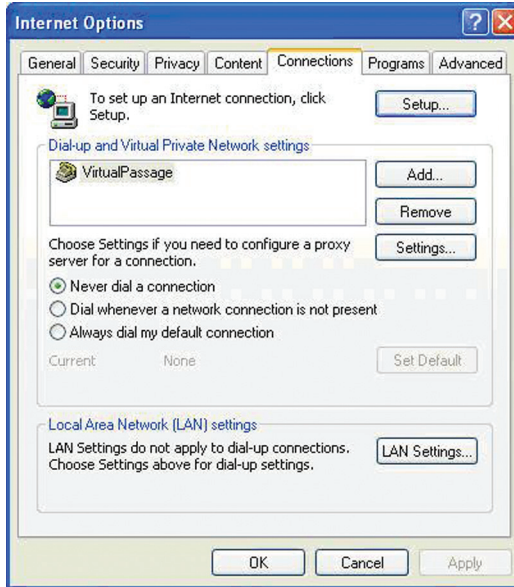 Internet Options
?
X
General Security Privacy Content Connections Programs Advanced
To set up an Internet connection, click
Setup.
Setup...
Dial-up and Virtual Private Network settings
VirtualPassage
Add...
Remove
Choose Settings if you need to configure a proxy
server for a connection.
Settings...
Never dial a connection
Dial whenever a network connection is not present
Always dial my default connection
Current None
Set Default
Local Area Network (LAN) settings
LAN Settings do not apply to dial-up connections.
Choose Settings above for dial-up settings.
LAN Settings...
OK Cancel Apply